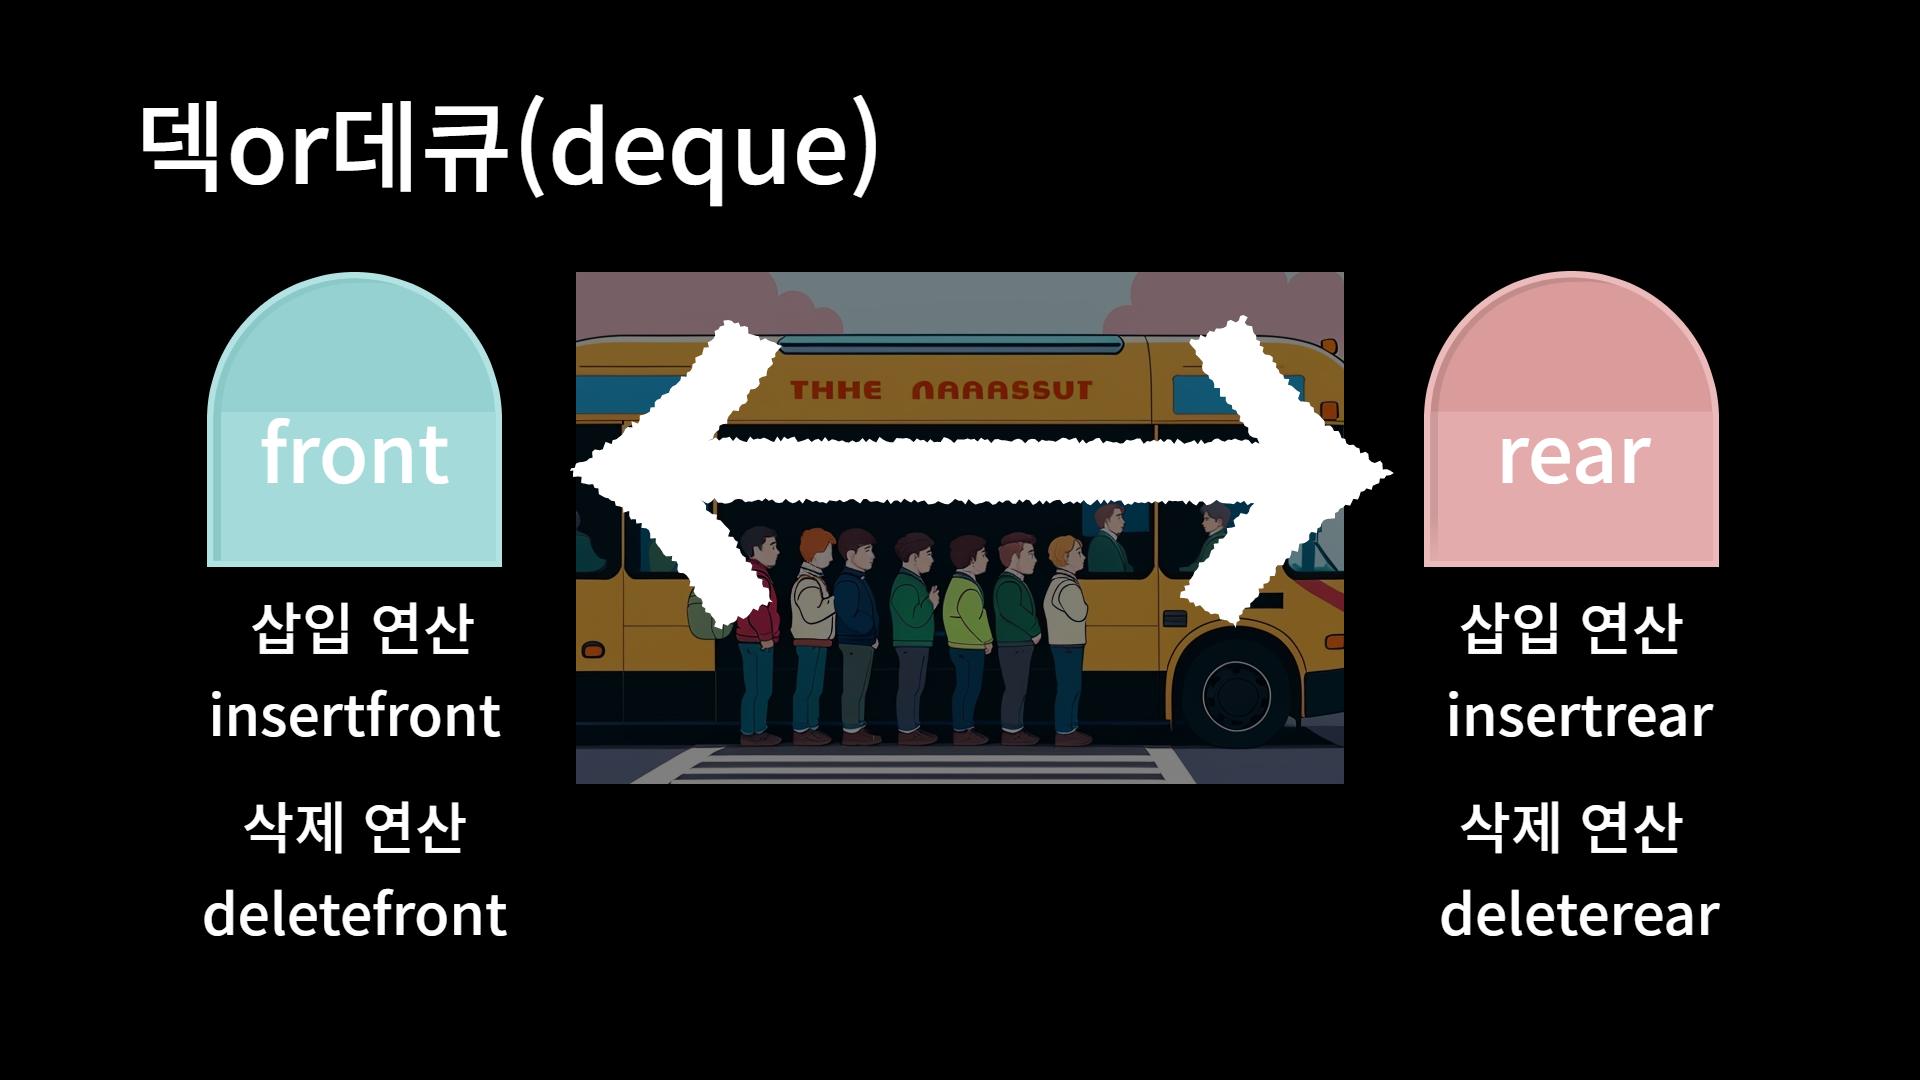 덱or데큐(deque)
THHE NAAASSUT
front
삽입 연산
insertfront
삭제 연산
deletefront
rear
삽입 연산
insertrear
삭제 연산
deleterear